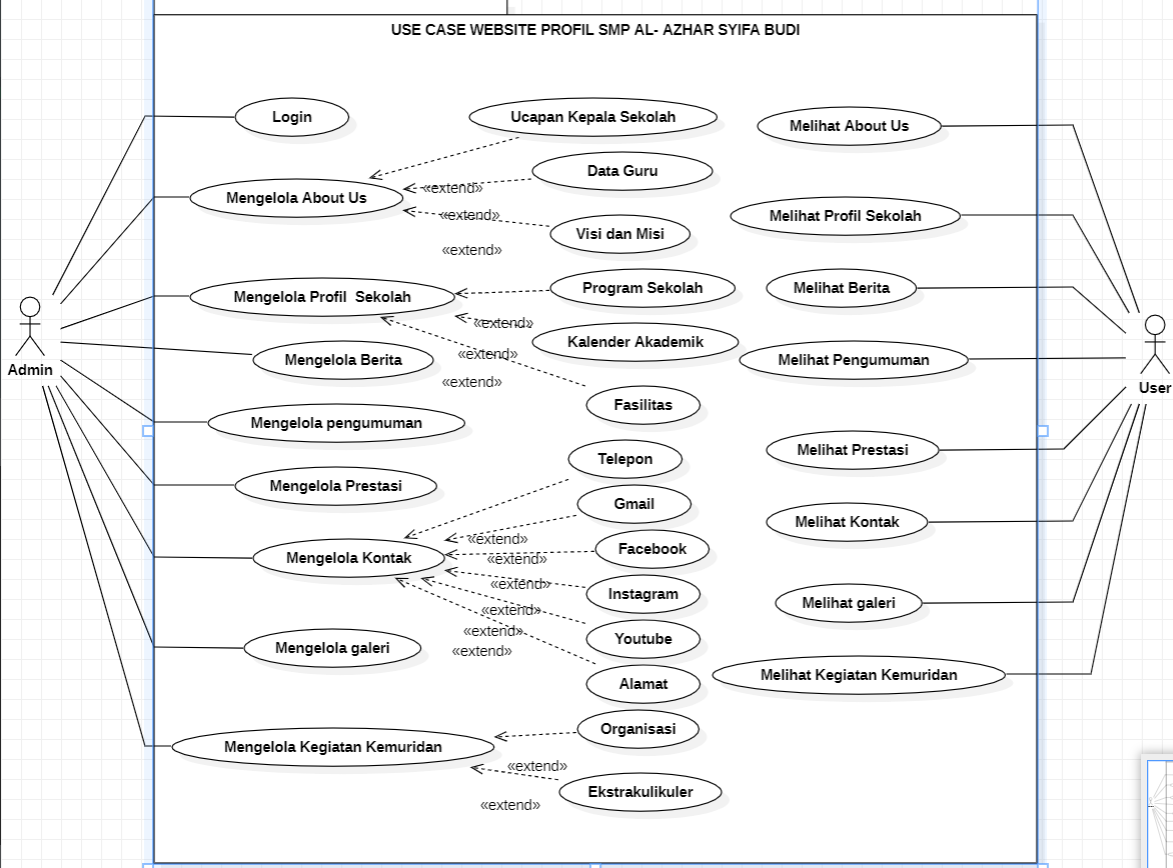 USE CASE WEBSITE PROFIL SMP AL- AZHAR SYIFA BUDI
Login
Ucapan Kepala Sekolah
Melihat About Us
Data Guru
«extend»
Mengelola About Us
«extend»
Melihat Profil Sekolah
Visi dan Misi
«extend»
Program Sekolah
Melihat Berita
Mengelola Profil  Sekolah
«extend»
Kalender Akademik
«extend»
Mengelola Berita
Melihat Pengumuman
Admin
«extend»
User
Fasilitas
Mengelola pengumuman
Melihat Prestasi
Telepon
Mengelola Prestasi
Gmail
Melihat Kontak
«extend»
Facebook
Mengelola Kontak
«extend»
«extend»
Instagram
Melihat galeri
«extend»
«extend»
Youtube
Mengelola galeri
«extend»
Melihat Kegiatan Kemuridan
Alamat
Organisasi
Mengelola Kegiatan Kemuridan
«extend»
Ekstrakulikuler
«extend»